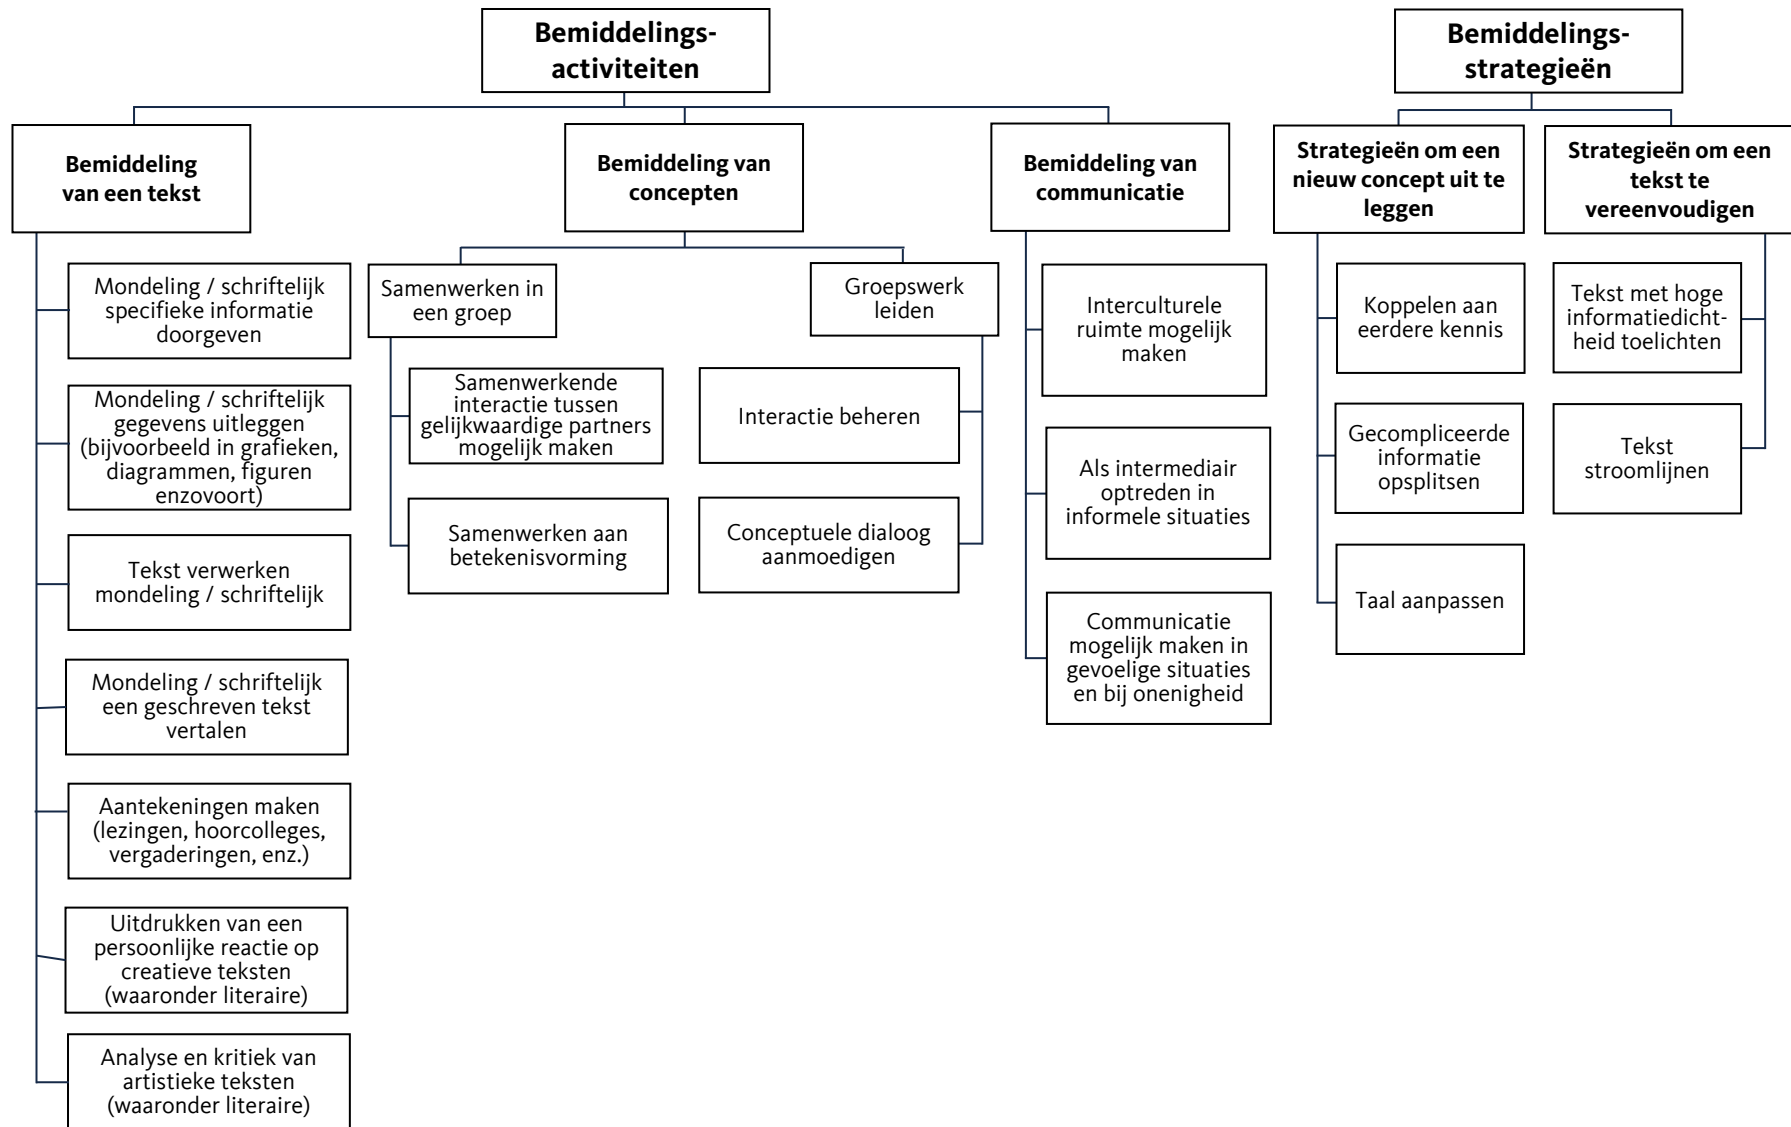 Bemiddelings-
activiteiten
Bemiddeling
van een tekst
Mondeling / schriftelijk
specifieke informatie
doorgeven
Mondeling / schriftelijk
gegevens uitleggen
(bijvoorbeeld in grafieken,
diagrammen, figuren
enzovoort)
Tekst verwerken
mondeling / schriftelijk
Mondeling / schriftelijk
een geschreven tekst
vertalen
Aantekeningen maken
(lezingen, hoorcolleges,
vergaderingen, enz.)
Uitdrukken van een
persoonlijke reactie op
creatieve teksten
(waaronder literaire)
Analyse en kritiek van
artistieke teksten
(waaronder literaire)
Bemiddeling van
concepten
Samenwerken in
een groep
Samenwerkende
interactie tussen
gelijkwaardige partners
mogelijk maken
Samenwerken aan
betekenisvorming
Groepswerk
leiden
Interactie beheren
Conceptuele dialoog
aanmoedigen
Bemiddeling van
communicatie
Interculturele
ruimte mogelijk
maken
Als intermediair
optreden in
informele situaties
Communicatie
mogelijk maken in
gevoelige situaties
en bij onenigheid
Bemiddelings-
strategieën
Strategieën om een
nieuw concept uit te
leggen
Koppelen aan
eerdere kennis
Gecompliceerde
informatie
opsplitsen
Taal aanpassen
Strategieën om een
tekst te
vereenvoudigen
Tekst met hoge
informatiedicht-
heid toelichten
Tekst
stroomlijnen